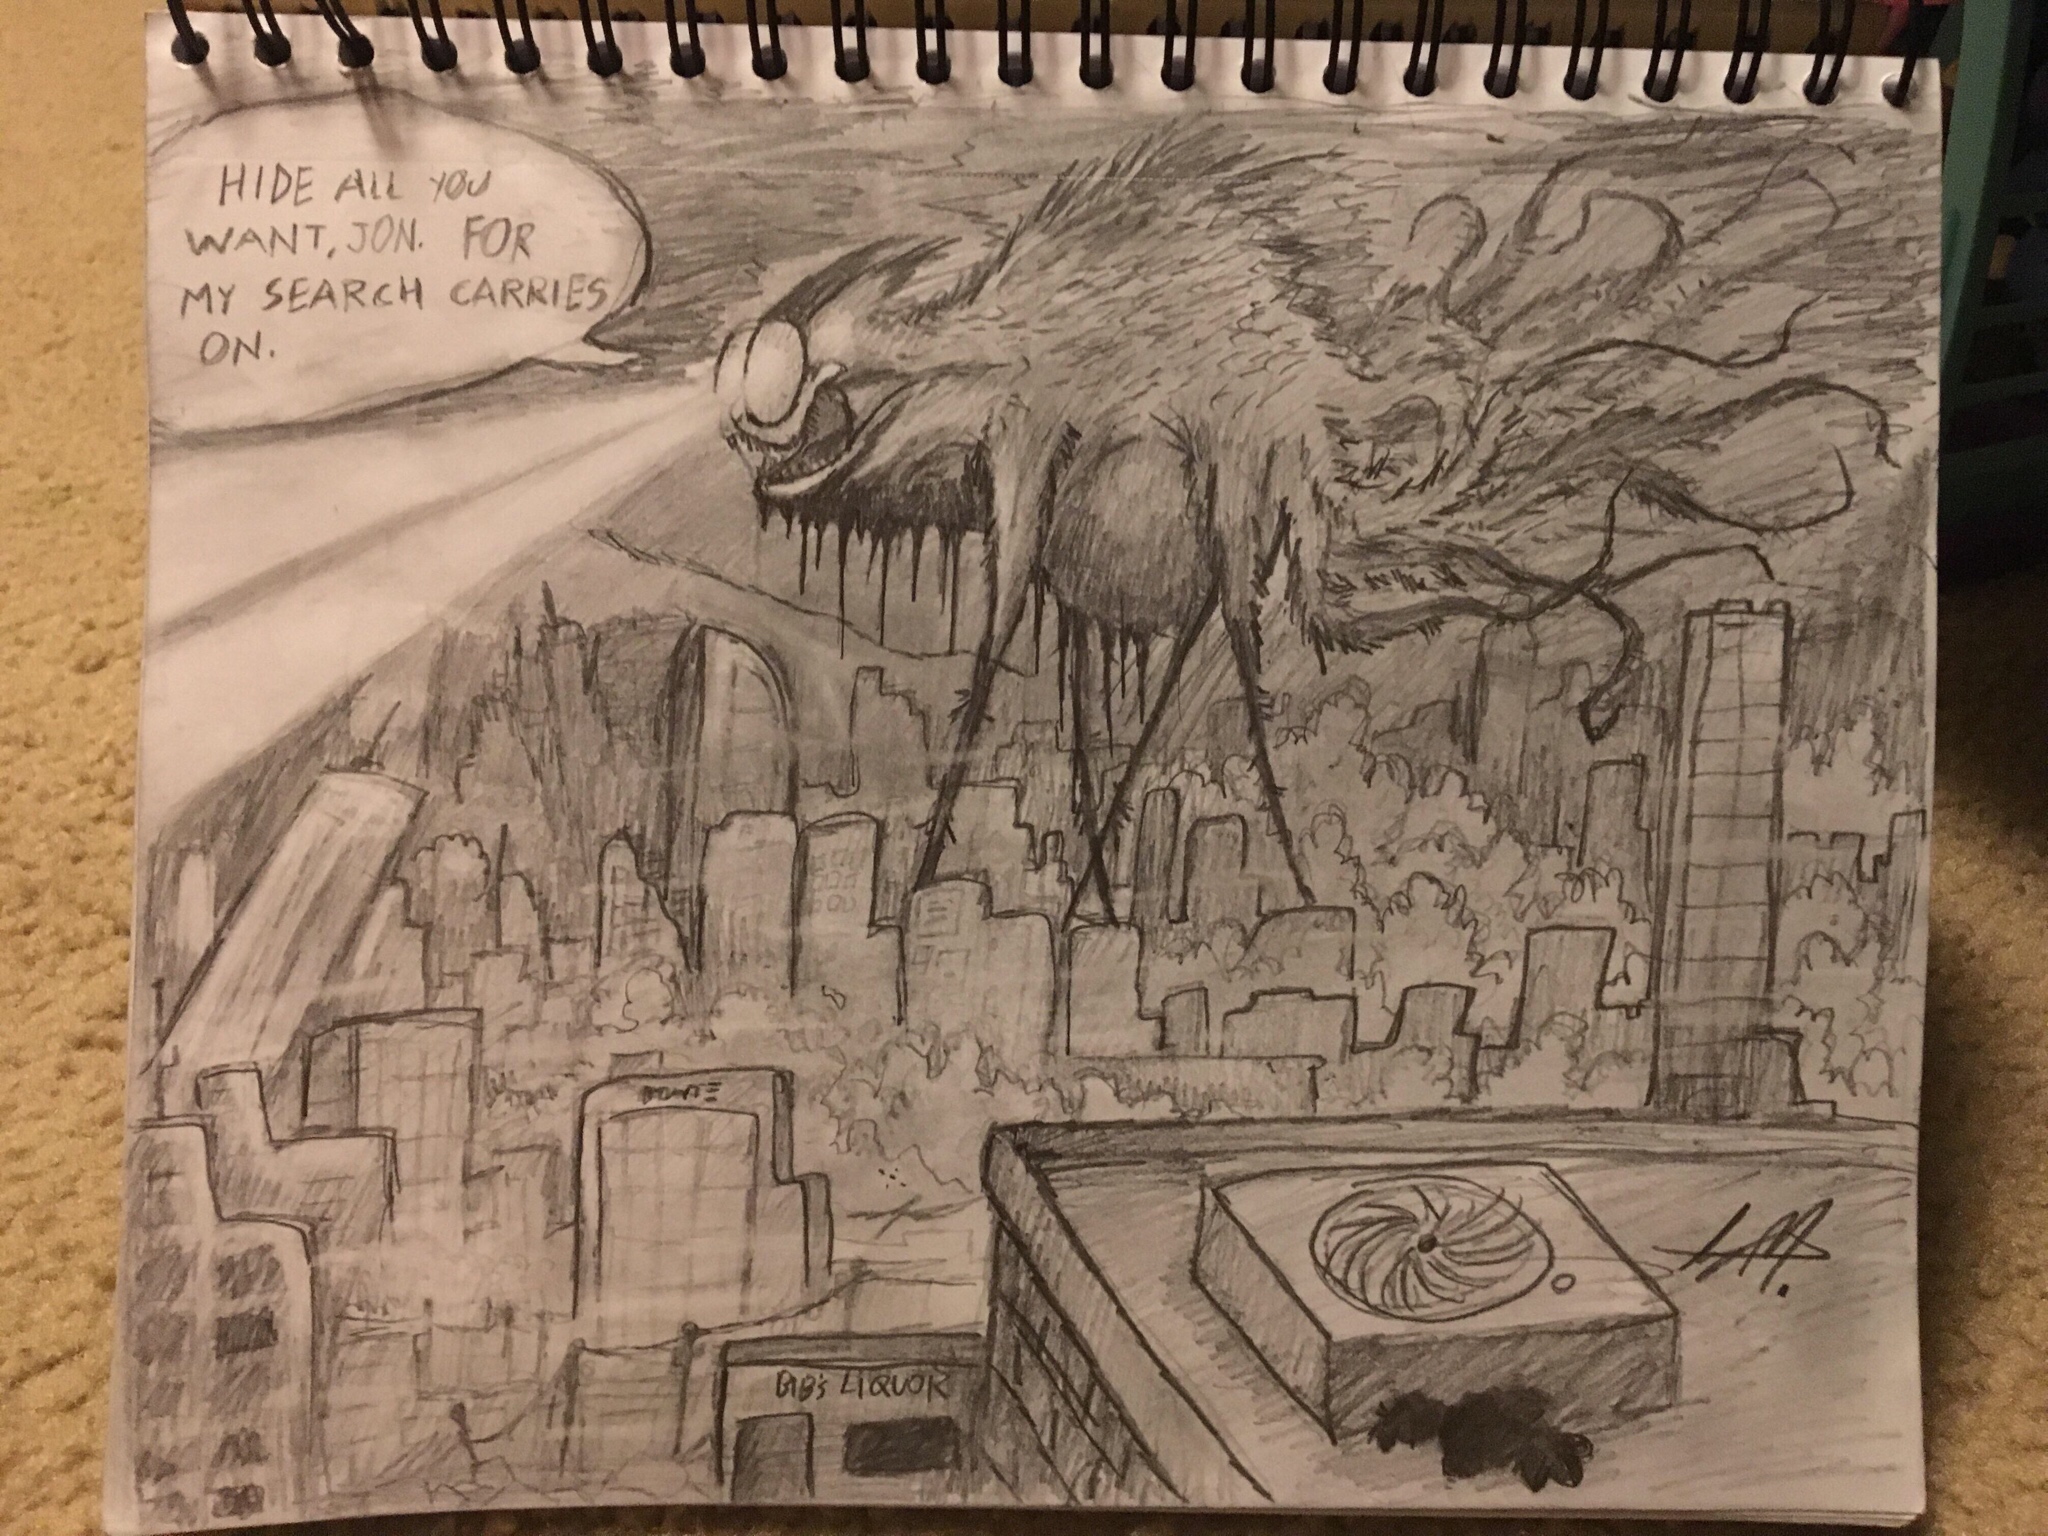 HIDE ALL YOU
WANT, JON. FOR
MY SEARCH CARRIES
ON.
BIB'S LIQUOR